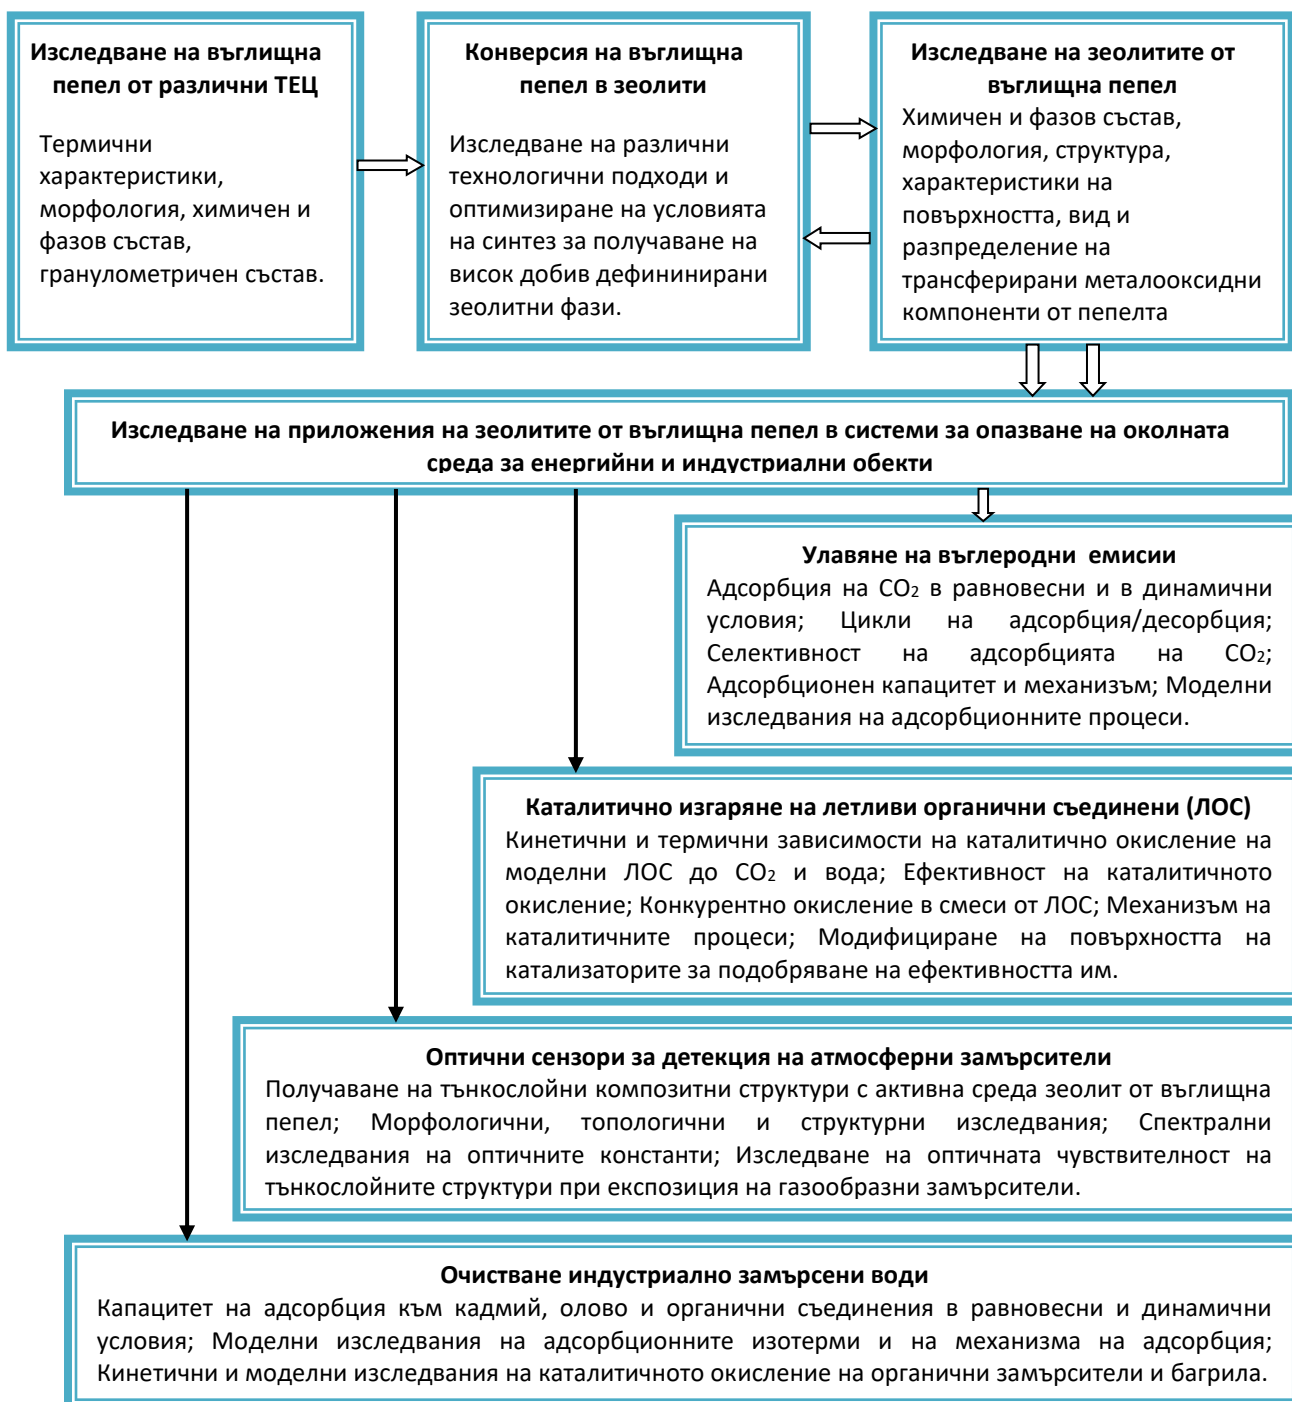 Изследване на въглищна
пепел от различни ТЕЦ
Термични
характеристики,
морфология, химичен и
фазов състав,
гранулометричен състав.
Конверсия на въглищна
пепел в зеолити
Изследване на различни
технологични подходи и
оптимизиране на условията
на синтез за получаване на
висок добив дефининирани
зеолитни фази.
Изследване на зеолитите от
въглищна пепел
Химичен и фазов състав,
морфология, структура,
характеристики на
повърхността, вид и
разпределение на
трансферирани металооксидни
компоненти от пепелта
Изследване на приложения на зеолитите от въглищна пепел в системи за опазване на околната
среда за енергийни и индустриални обекти
Улавяне на въглеродни  емисии
Адсорбция на CO₂ в равновесни и в динамични
условия; Цикли на адсорбция/десорбция;
Селективност на адсорбцията на CO₂;
Адсорбционен капацитет и механизъм; Моделни
изследвания на адсорбционните процеси.
Каталитично изгаряне на летливи органични съединени (ЛОС)
Кинетични и термични зависимости на каталитично окисление на
моделни ЛОС до CO₂ и вода; Ефективност на каталитичното
окисление; Конкурентно окисление в смеси от ЛОС; Механизъм на
каталитичните процеси; Модифициране на повърхността на
катализаторите за подобряване на ефективността им.
Оптични сензори за детекция на атмосферни замърсители
Получаване на тънкослойни композитни структури с активна среда зеолит от въглищна
пепел; Морфологични, топологични и структурни изследвания; Спектрални
изследвания на оптичните константи; Изследване на оптичната чувствителност на
тънкослойните структури при експозиция на газообразни замърсители.
Очистване индустриално замърсени води
Капацитет на адсорбция към кадмий, олово и органични съединения в равновесни и динамични
условия; Моделни изследвания на адсорбционните изотерми и на механизма на адсорбция;
Кинетични и моделни изследвания на каталитичното окисление на органични замърсители и багрила.